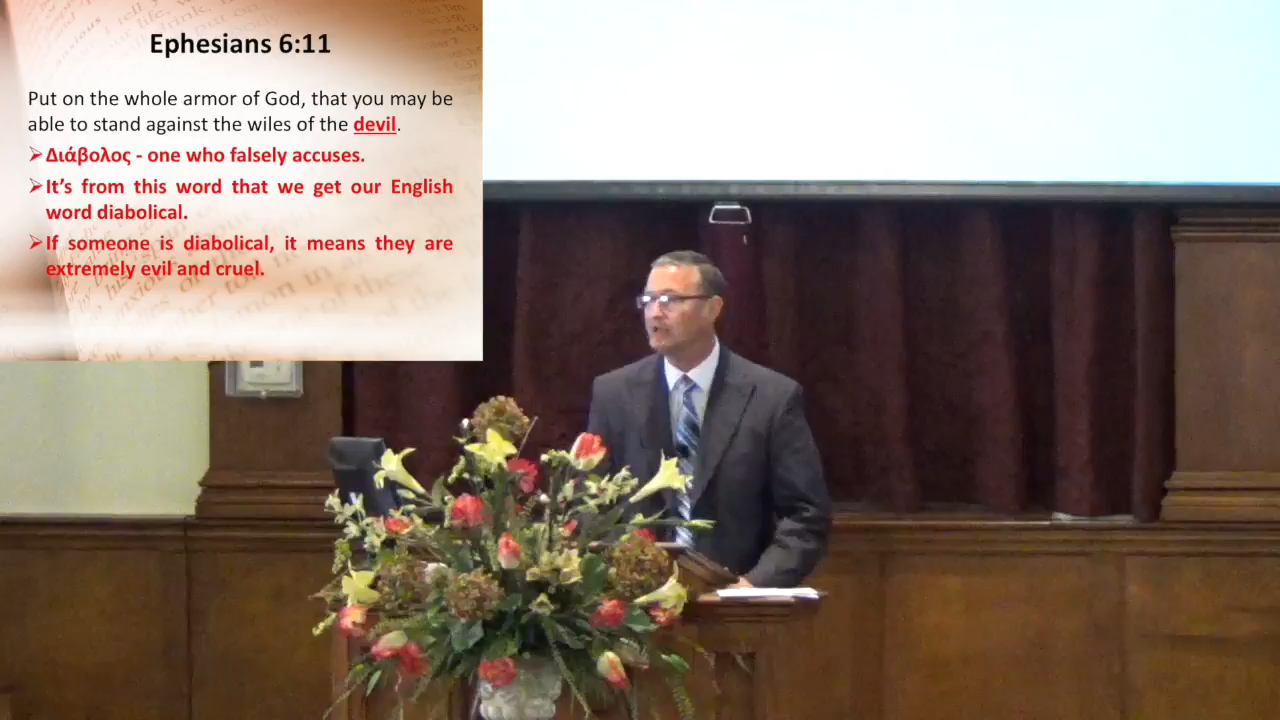 Ephesians 6:11
Put on the whole armor of God, that you may be
able to stand against the wiles of the devil.
➢Διάβολος - one who falsely accuses.
➢It’s from this word that we get our English
word diabolical.
➢If someone is diabolical, it means they are
extremely evil and cruel.